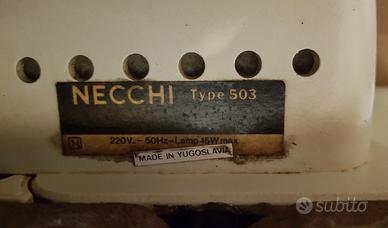 NECCHI Type 503
220V.~50Hz-Lamp 15W max
MADE IN YUGOSLAVIA
subito